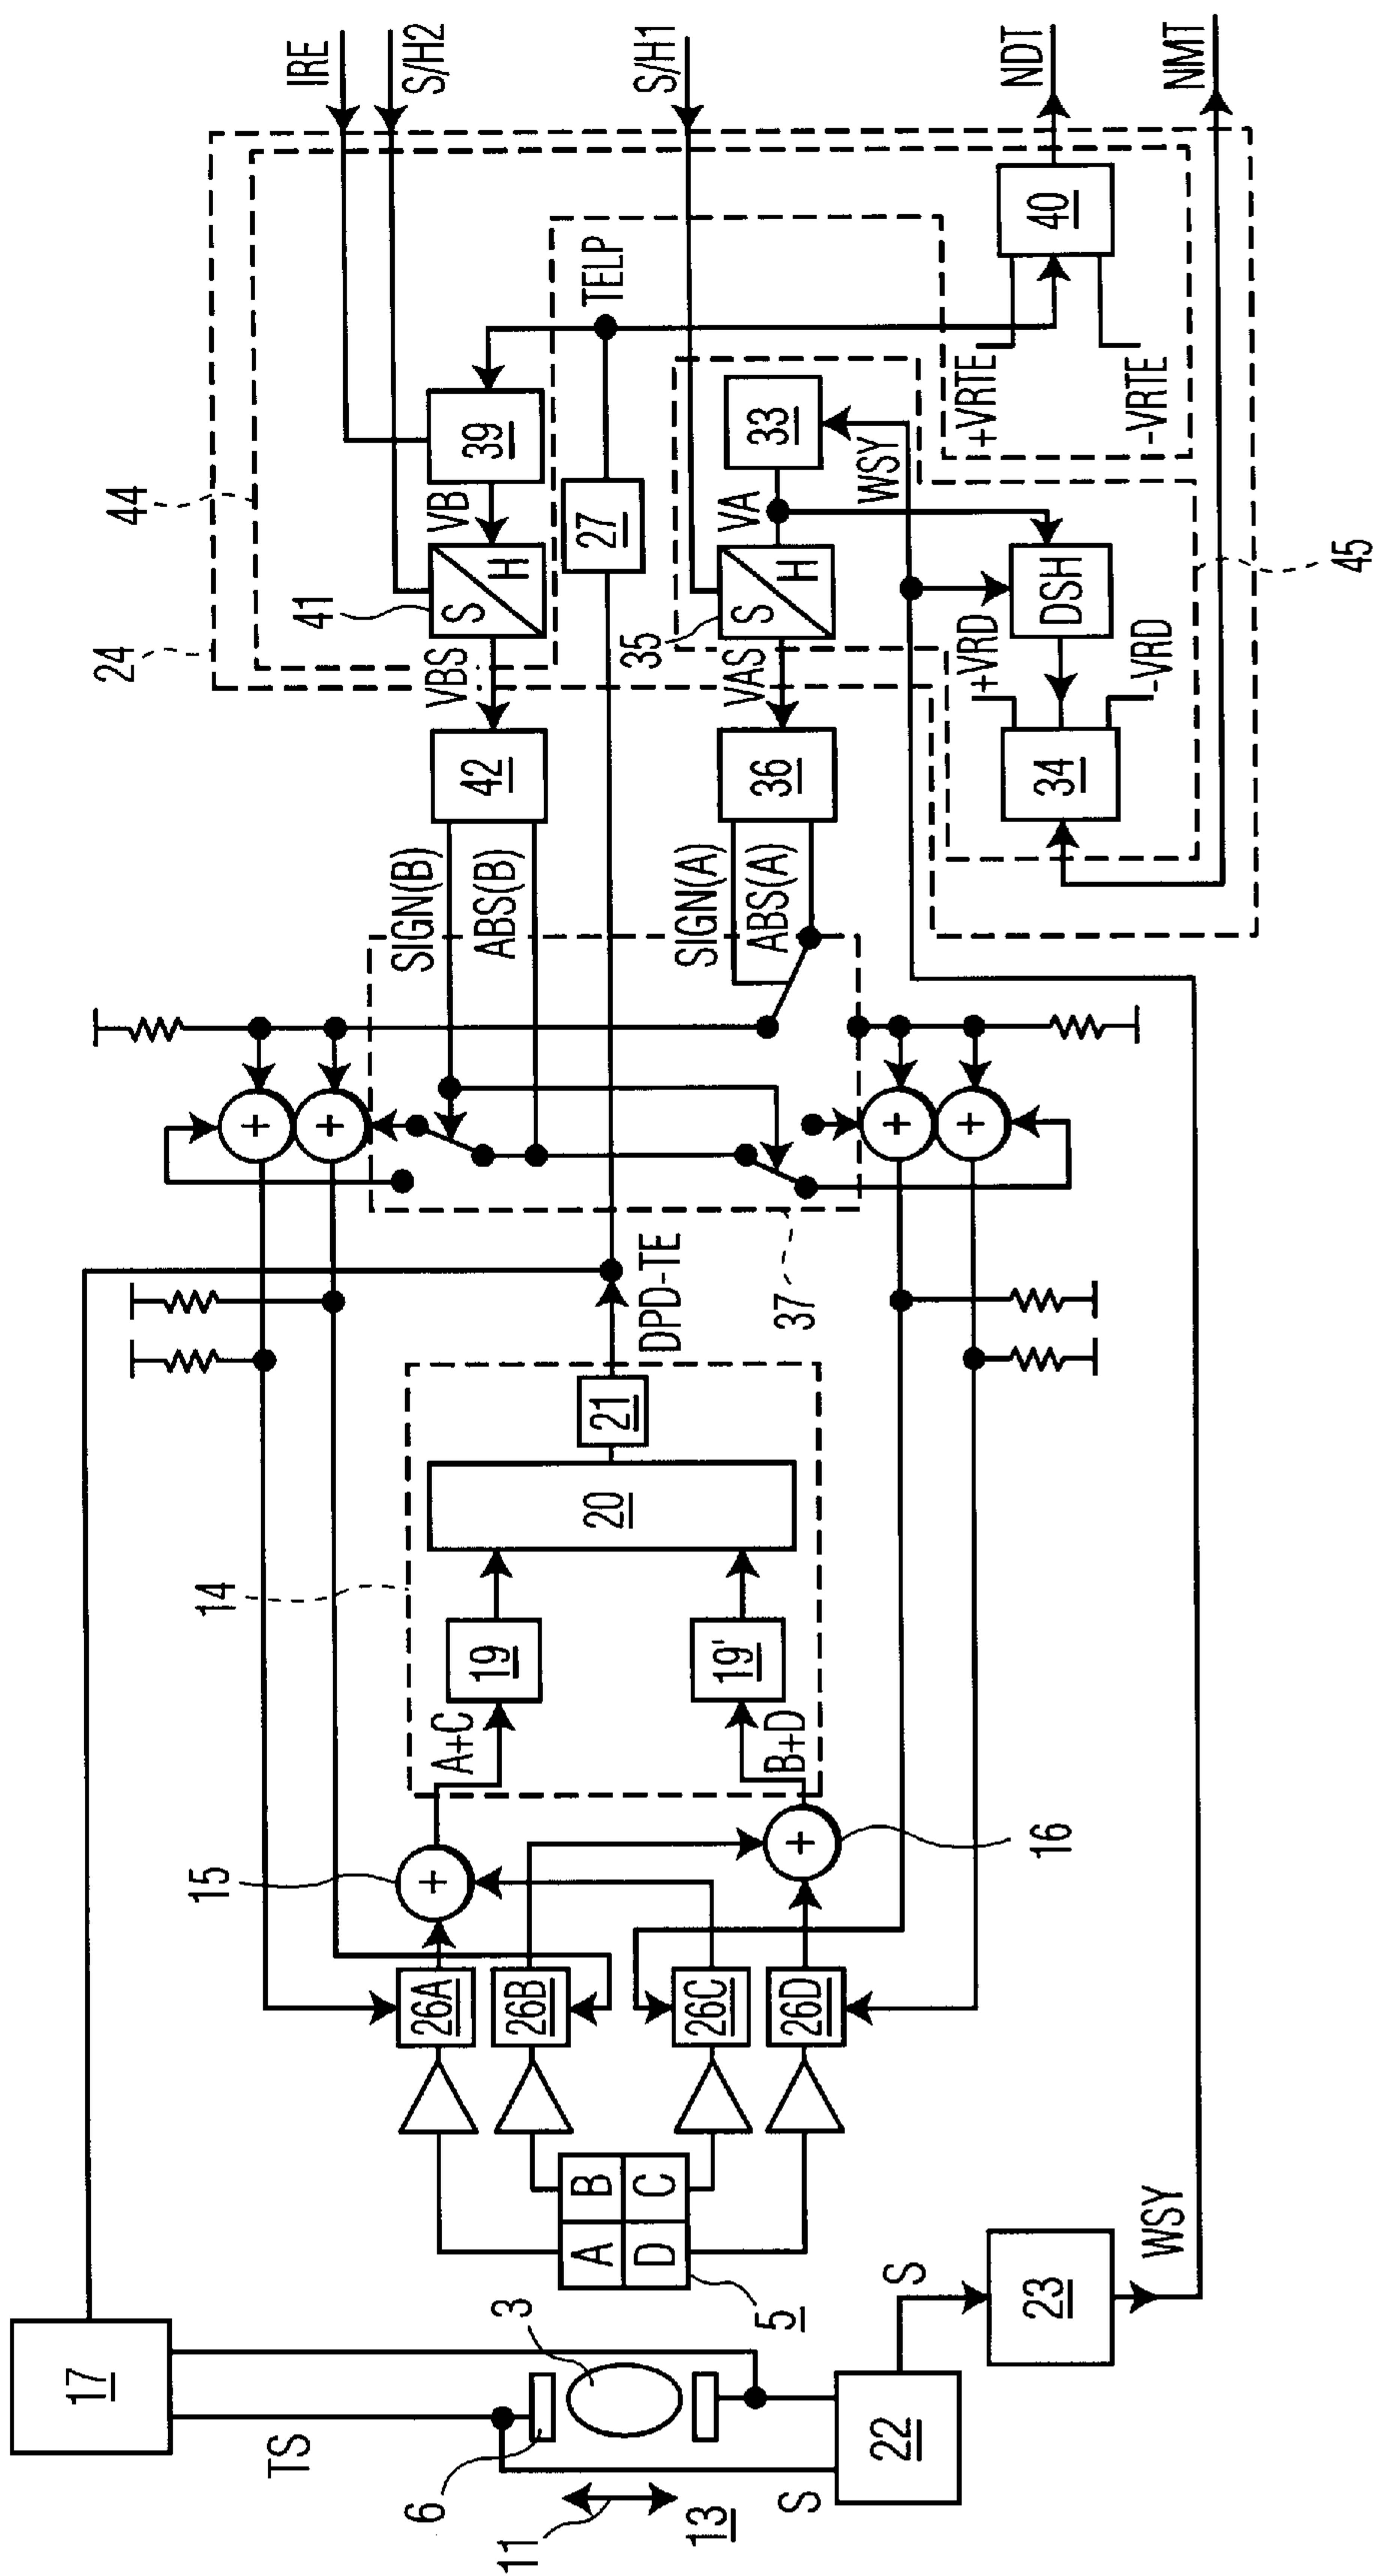 17
TS
6
11
13
3
5
22
S
S
23
WSY
A
B
D
C
26A
26B
26C
26D
15
+
16
+
A+C
B+D
14
19
19'
20
21
DPD-TE
37
+
+
+
+
SIGN(B)
ABS(B)
SIGN(A)
ABS(A)
42
36
VBS
VAS
24
44
41
S
H
35
S
H
VB
VA
27
39
33
WSY
TELP
34
+VRD
-VRD
DSH
45
+VRTE
-VRTE
40
IRE
S/H2
S/H1
NDT
NMT